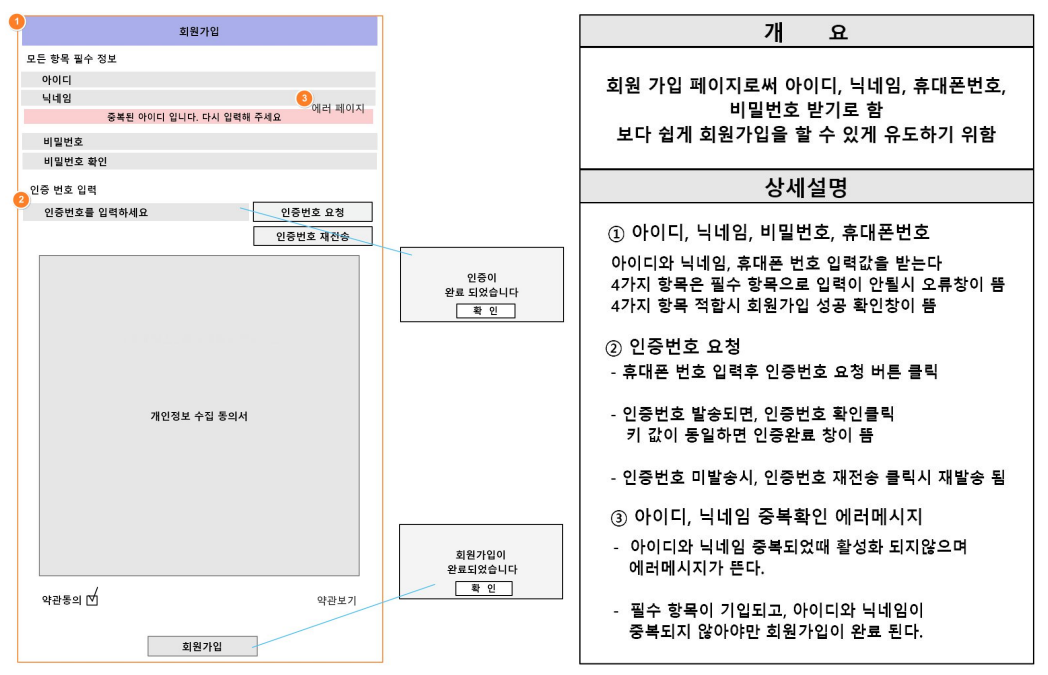 1
회원가입
모든 항목 필수 정보
아이디
닉네임
3
에러 페이지
중복된 아이디 입니다. 다시 입력해 주세요
비밀번호
비밀번호 확인
인증 번호 입력
2
인증번호를 입력하세요
인증번호 요청
인증번호 재전송
인증이
완료 되었습니다
확 인
개인정보 수집 동의서
회원가입이
완료되었습니다
확 인
약관동의
약관보기
회원가입
개 요
회원 가입 페이지로써 아이디, 닉네임, 휴대폰번호,
비밀번호 받기로 함
보다 쉽게 회원가입을 할 수 있게 유도하기 위함
상세설명
① 아이디, 닉네임, 비밀번호, 휴대폰번호
아이디와 닉네임, 휴대폰 번호 입력값을 받는다
4가지 항목은 필수 항목으로 입력이 안될시 오류창이 뜸
4가지 항목 적합시 회원가입 성공 확인창이 뜸
② 인증번호 요청
- 휴대폰 번호 입력후 인증번호 요청 버튼 클릭
- 인증번호 발송되면, 인증번호 확인클릭
키 값이 동일하면 인증완료 창이 뜸
- 인증번호 미발송시, 인증번호 재전송 클릭시 재발송 됨
③ 아이디, 닉네임 중복확인 에러메시지
- 아이디와 닉네임 중복되었때 활성화 되지않으며
에러메시지가 뜬다.
- 필수 항목이 기입되고, 아이디와 닉네임이
중복되지 않아야만 회원가입이 완료 된다.